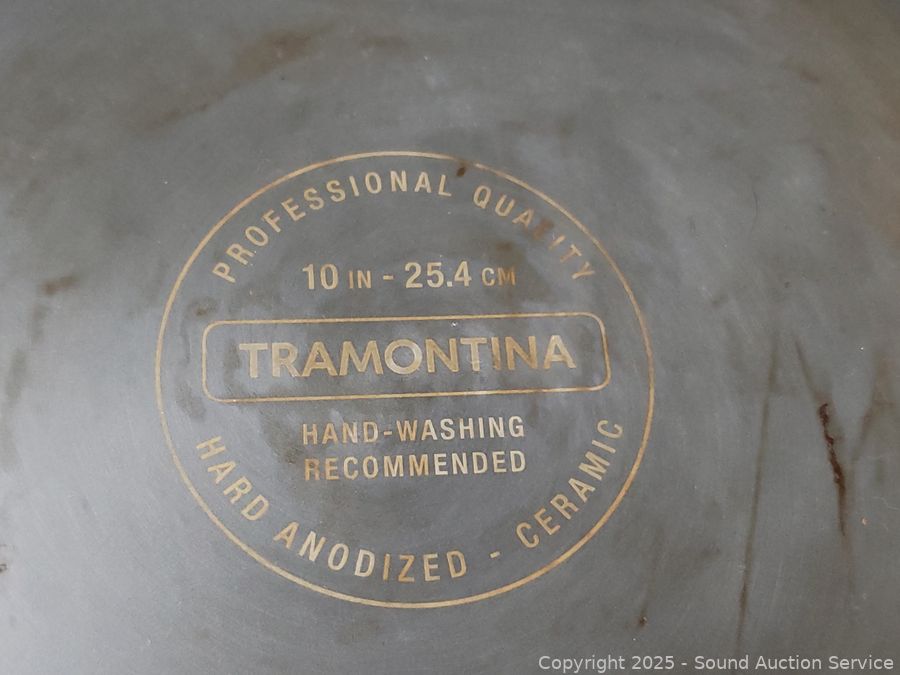 PROFESSIONAL QUALITY
10 IN - 25.4 CM
TRAMONTINA
HAND-WASHING
RECOMMENDED
HARD ANODIZED - CERAMIC
Copyright 2025 - Sound Auction Service